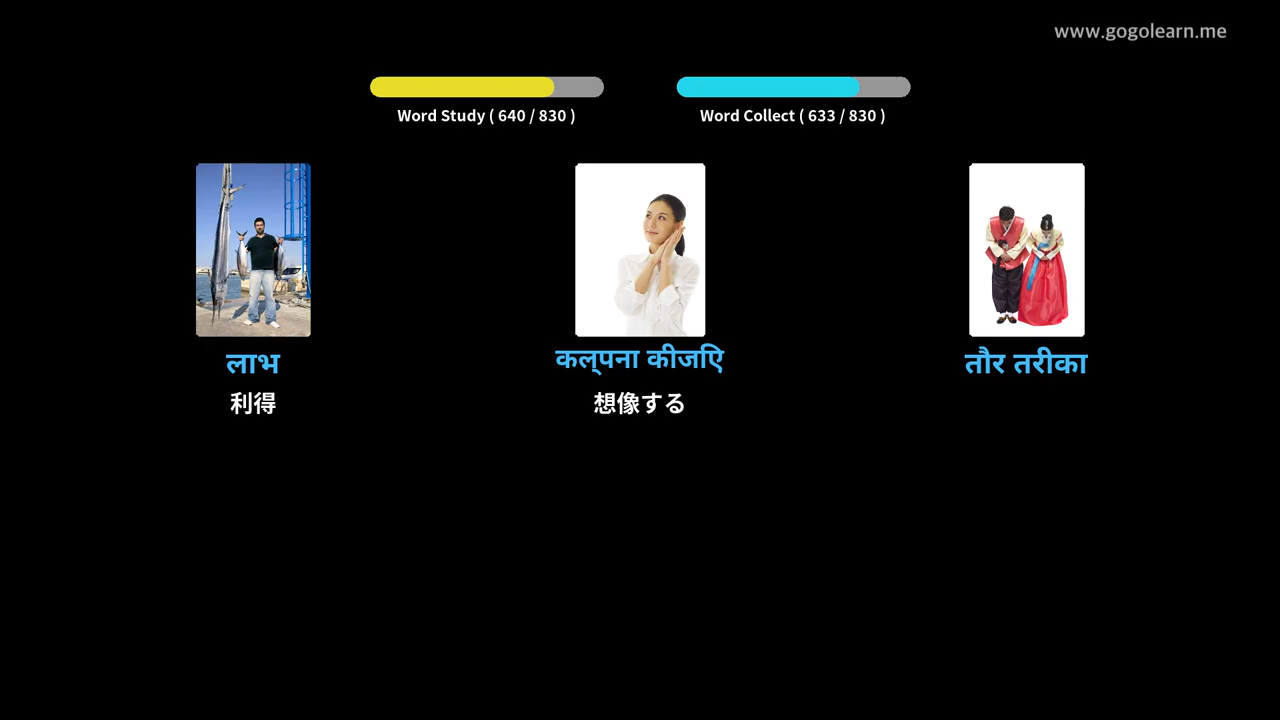 www.gogolearn.me
Word Study ( 640 / 830 )
Word Collect ( 633 / 830 )
लाभ
कल्पना कीजिए
तौर तरीका
利得
想像する